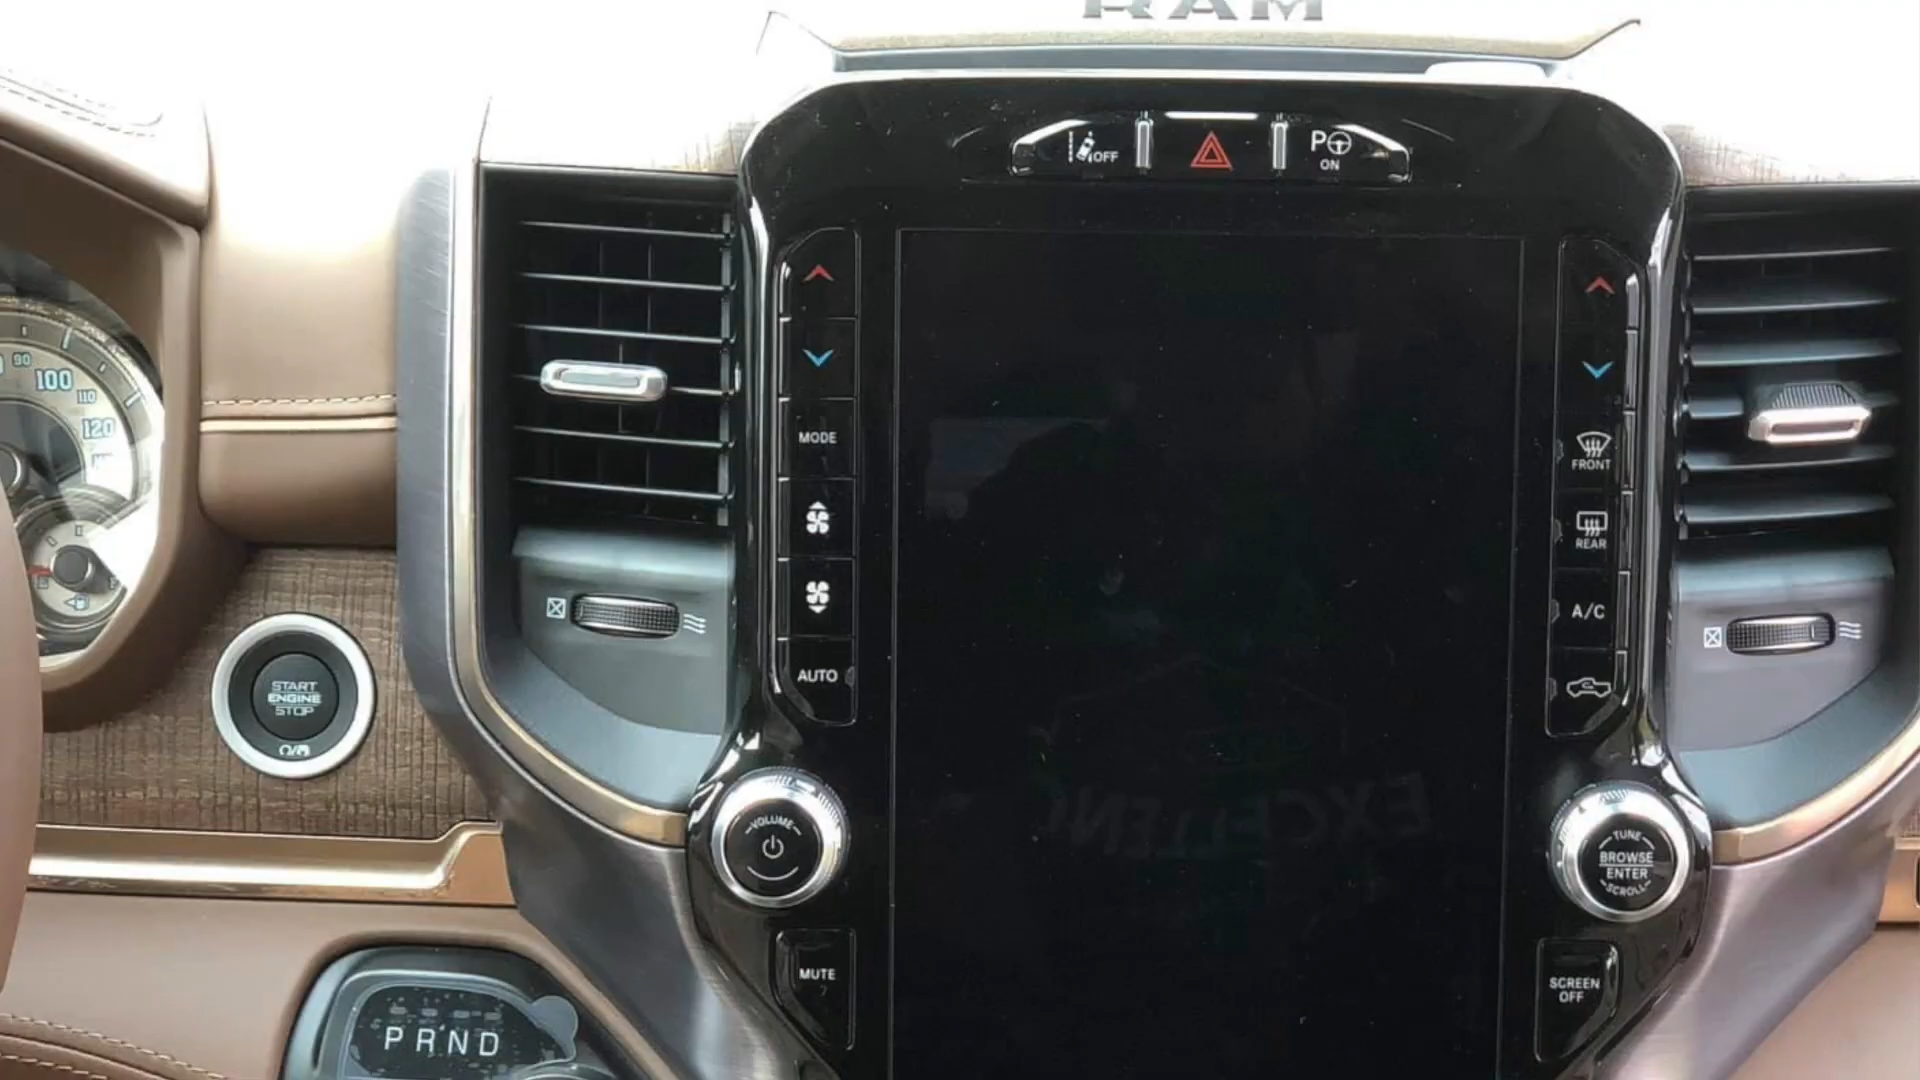 RAM
OFF
P
ON
90
100
110
120
MODE
FRONT
REAR
A/C
AUTO
START
ENGINE
STOP
VOLUME
TUNE
BROWSE
ENTER
SCROLL
MUTE
SCREEN
OFF
PRND